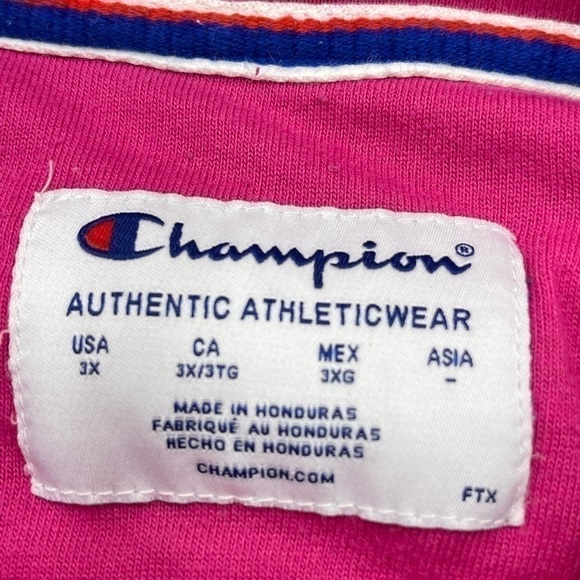 Champion®
AUTHENTIC ATHLETICWEAR
USA CA MEX ASIA
3X 3X/3TG 3XG -
MADE IN HONDURAS
FABRIQUÉ AU HONDURAS
HECHO EN HONDURAS
CHAMPION.COM
FTX